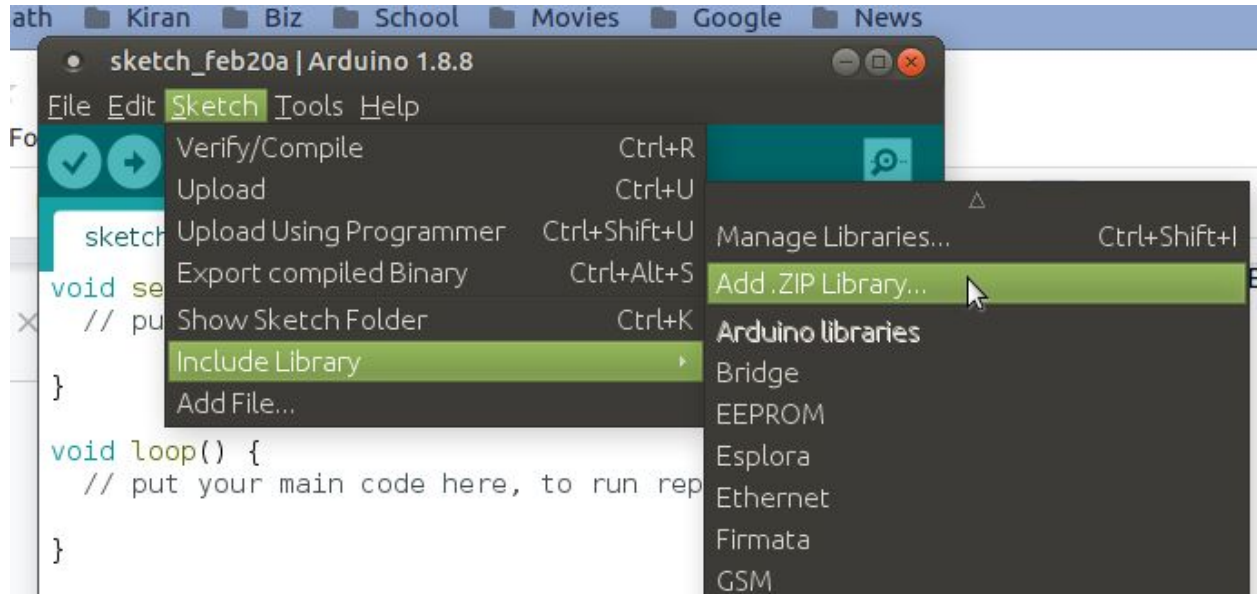 ath Kiran Biz School Movies Google News
sketch_feb20a | Arduino 1.8.8
File Edit Sketch Tools Help
Fo
Verify/Compile Ctrl+R
Upload Ctrl+U
Upload Using Programmer Ctrl+Shift+U
Export compiled Binary Ctrl+Alt+S
Show Sketch Folder Ctrl+K
Include Library
Add File...
Manage Libraries... Ctrl+Shift+I
Add .ZIP Library...
Arduino libraries
Bridge
EEPROM
Esplora
Ethernet
Firmata
GSM
sketch
void se
// pu
}
void loop() {
// put your main code here, to run rep
}